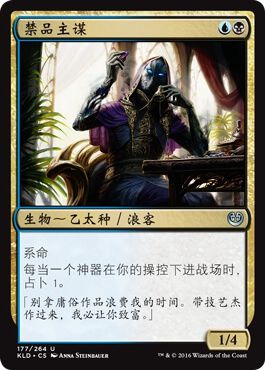 禁品主谋
生物～乙太种／浪客
系命
每当一个神器在你的操控下进战场时，
占卜1。
「别拿庸俗作品浪费我的时间。带技艺杰
作过来，我必让你致富。」
1/4
177/264 U
KLD • CS ANNA STEINBAUER
™ & © 2016 Wizards of the Coast